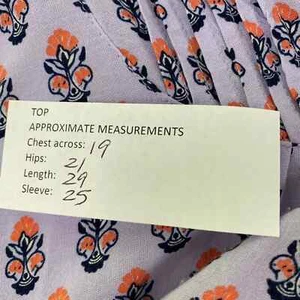 TOP
APPROXIMATE MEASUREMENTS
Chest across: 19
Hips: 21
Length: 29
Sleeve: 25